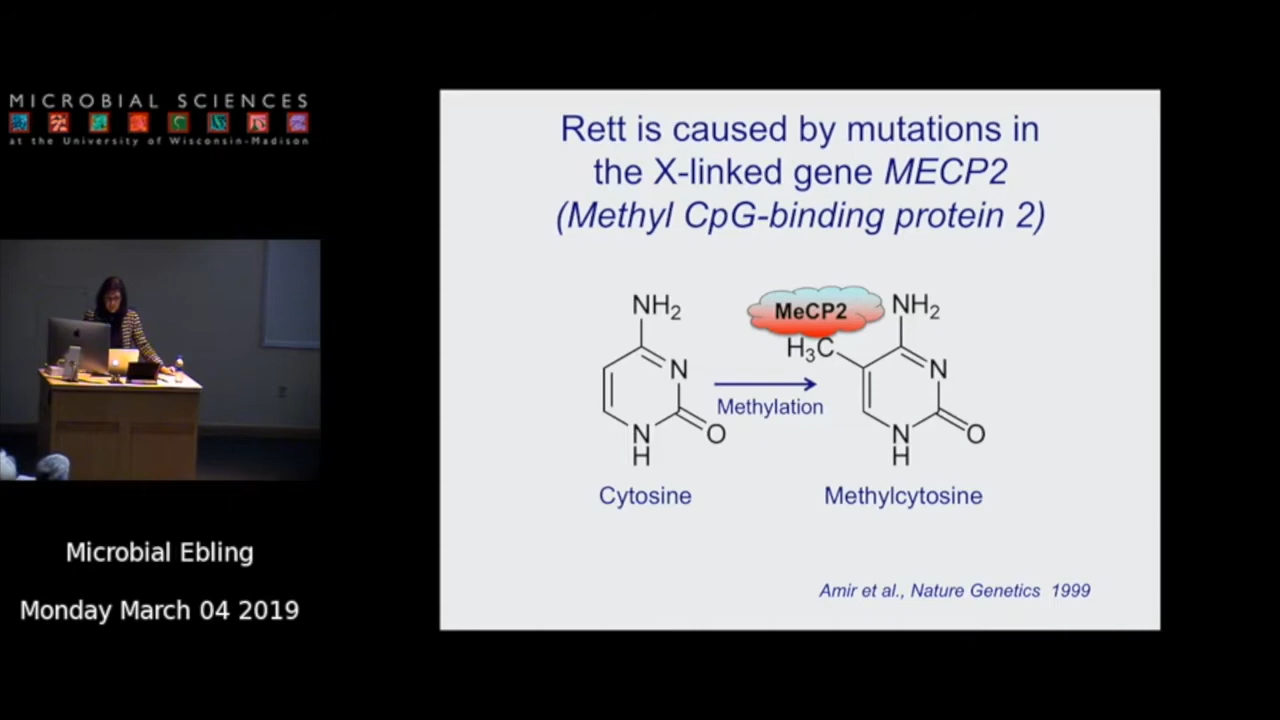 MICROBIAL SCIENCES
at the University of Wisconsin-Madison
Microbial Ebling
Monday March 04 2019
Rett is caused by mutations in
the X-linked gene MECP2
(Methyl CpG-binding protein 2)
NH₂
N
O
N
H
Cytosine
Methylation
MeCP2
NH₂
H₃C
N
O
N
H
Methylcytosine
Amir et al., Nature Genetics 1999